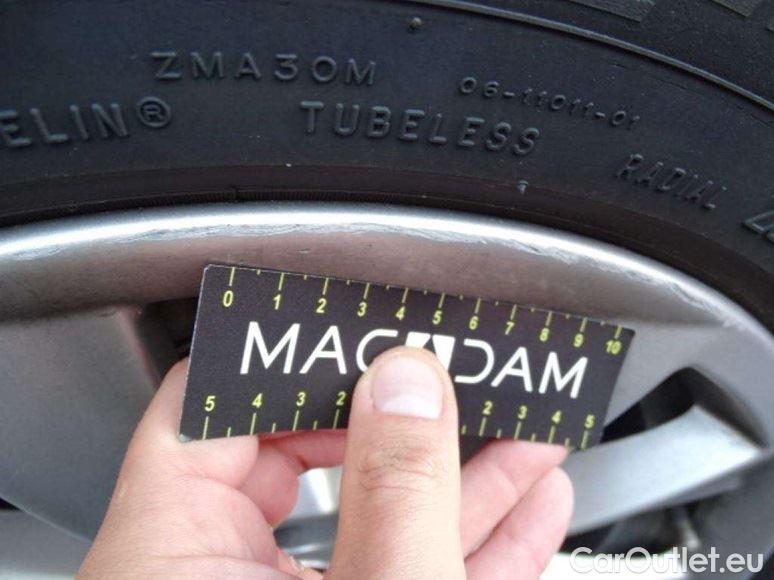 ZMA30M
06-11011-01
ELIN® TUBELESS
RADIAL
0 1 2 3 4 5 6 7 8 9 10
MAC DAM
5 4 3 2 2 3 4 5
CarOutlet.eu